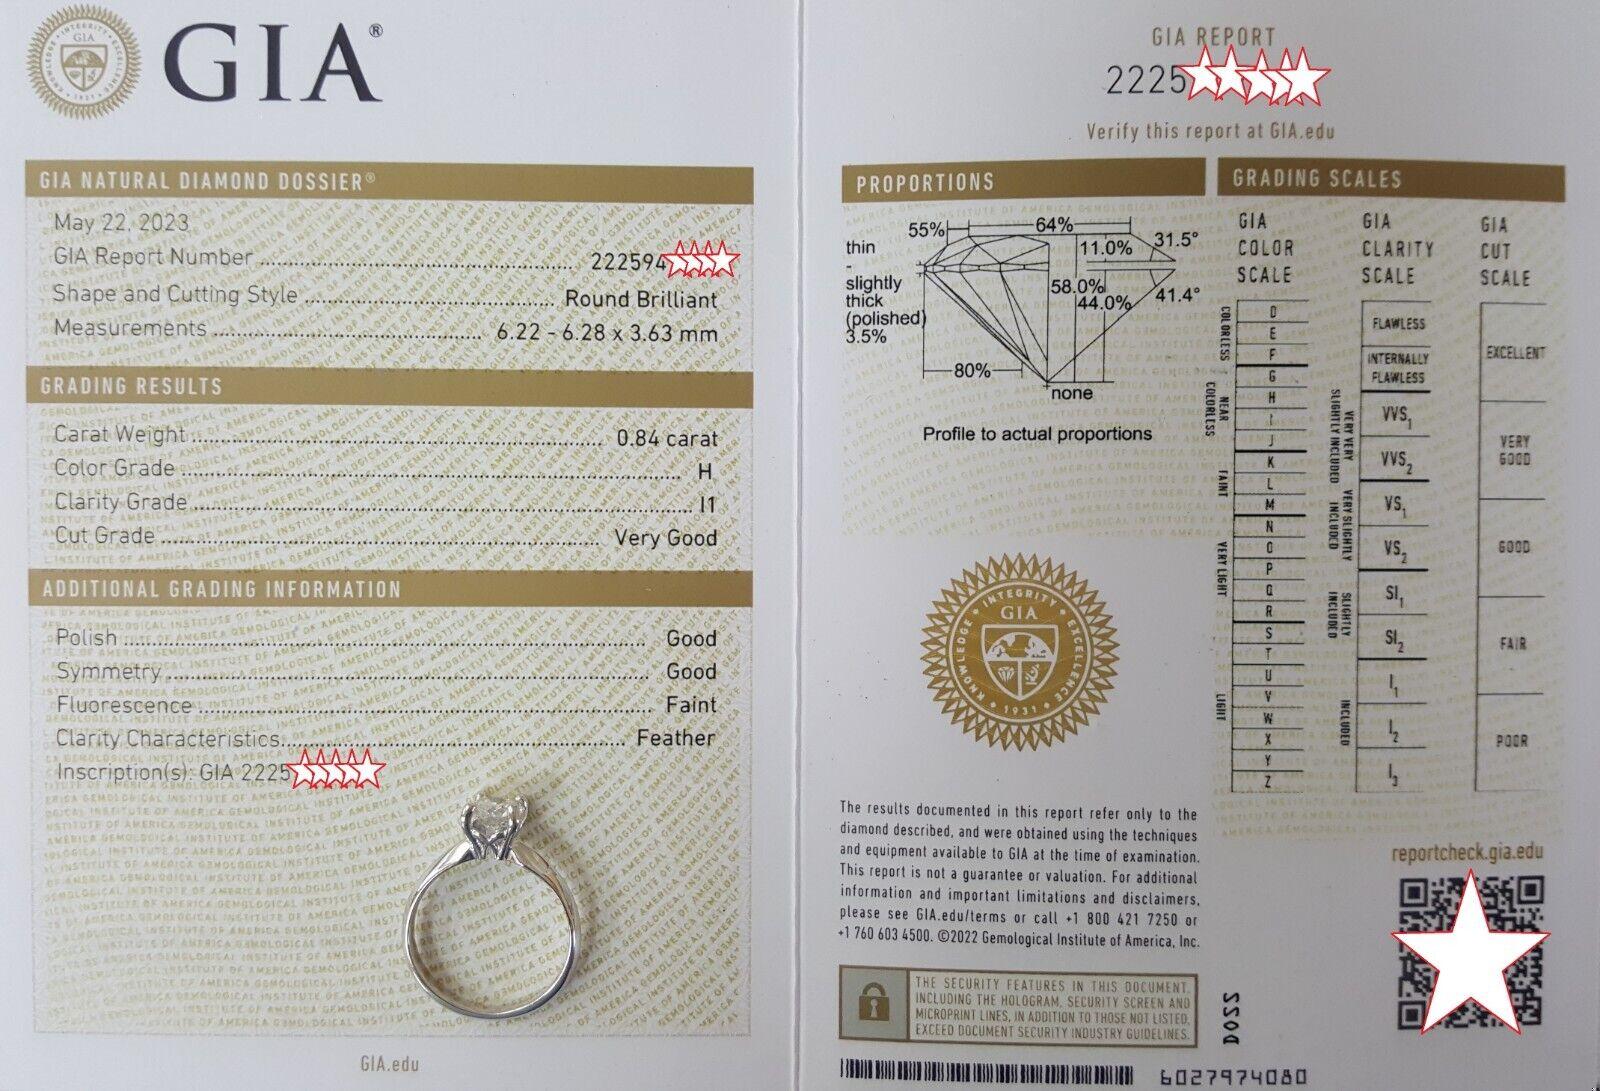 GIA®
GIA NATURAL DIAMOND DOSSIER®
May 22, 2023
GIA Report Number 222594
Shape and Cutting Style Round Brilliant
Measurements 6.22 - 6.28 x 3.63 mm
GRADING RESULTS
Carat Weight 0.84 carat
Color Grade H
Clarity Grade I1
Cut Grade Very Good
ADDITIONAL GRADING INFORMATION
Polish Good
Symmetry Good
Fluorescence Faint
Clarity Characteristics Feather
Inscription(s): GIA 2225
GIA.edu
GIA REPORT
2225
Verify this report at GIA.edu
PROPORTIONS
55%
64%
11.0%
31.5°
thin
-
slightly
thick
(polished)
3.5%
58.0%
44.0%
41.4°
80%
none
Profile to actual proportions
INTEGRITY
GIA
KNOWLEDGE
EXCELLENCE
1931
GRADING SCALES
GIA
COLOR
SCALE
COLORLESS
D
E
F
NEAR
COLORLESS
G
H
I
J
FAINT
K
L
M
VERY LIGHT
N
O
P
Q
R
LIGHT
S
T
U
V
W
X
Y
Z
GIA
CLARITY
SCALE
FLAWLESS
INTERNALLY
FLAWLESS
VERY VERY
SLIGHTLY INCLUDED
VVS1
VVS2
VERY SLIGHTLY
INCLUDED
VS1
VS2
SLIGHTLY
INCLUDED
SI1
SI2
INCLUDED
I1
I2
I3
GIA
CUT
SCALE
EXCELLENT
VERY
GOOD
GOOD
FAIR
POOR
The results documented in this report refer only to the
diamond described, and were obtained using the techniques
and equipment available to GIA at the time of examination.
This report is not a guarantee or valuation. For additional
information and important limitations and disclaimers,
please see GIA.edu/terms or call +1 800 421 7250 or
+1 760 603 4500. ©2022 Gemological Institute of America, Inc.
reportcheck.gia.edu
THE SECURITY FEATURES IN THIS DOCUMENT,
INCLUDING THE HOLOGRAM, SECURITY SCREEN AND
MICROPRINT LINES, IN ADDITION TO THOSE NOT LISTED,
EXCEED DOCUMENT SECURITY INDUSTRY GUIDELINES.
D022
6027974080